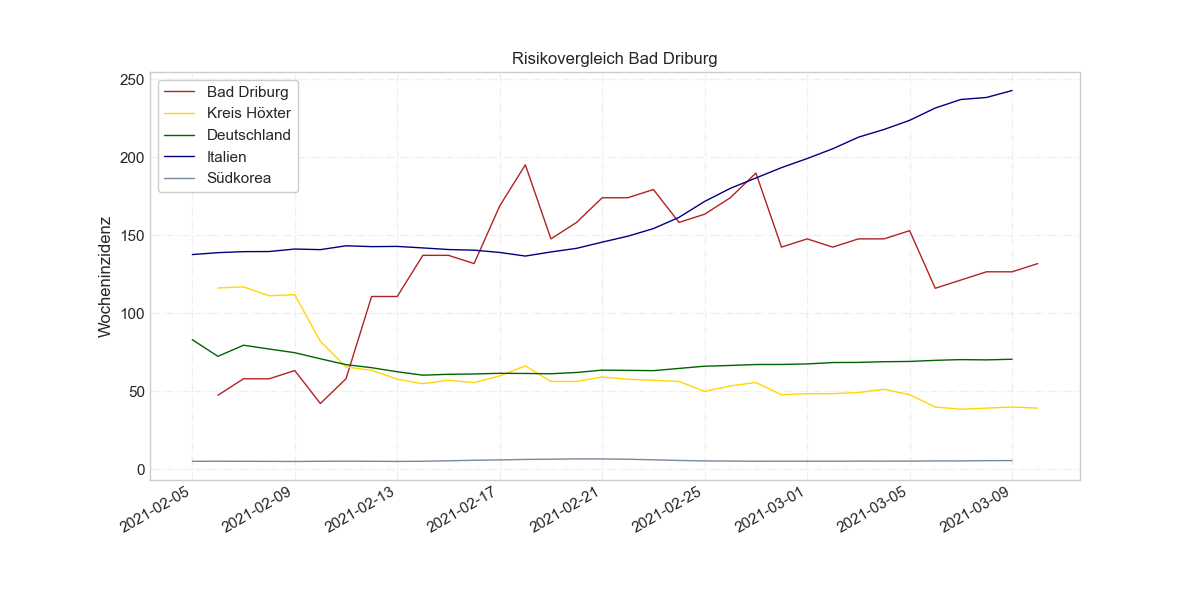 Risikovergleich Bad Driburg
250
200
150
100
50
0
Wocheninzidenz
Bad Driburg
Kreis Höxter
Deutschland
Italien
Südkorea
2021-02-05
2021-02-09
2021-02-13
2021-02-17
2021-02-21
2021-02-25
2021-03-01
2021-03-05
2021-03-09